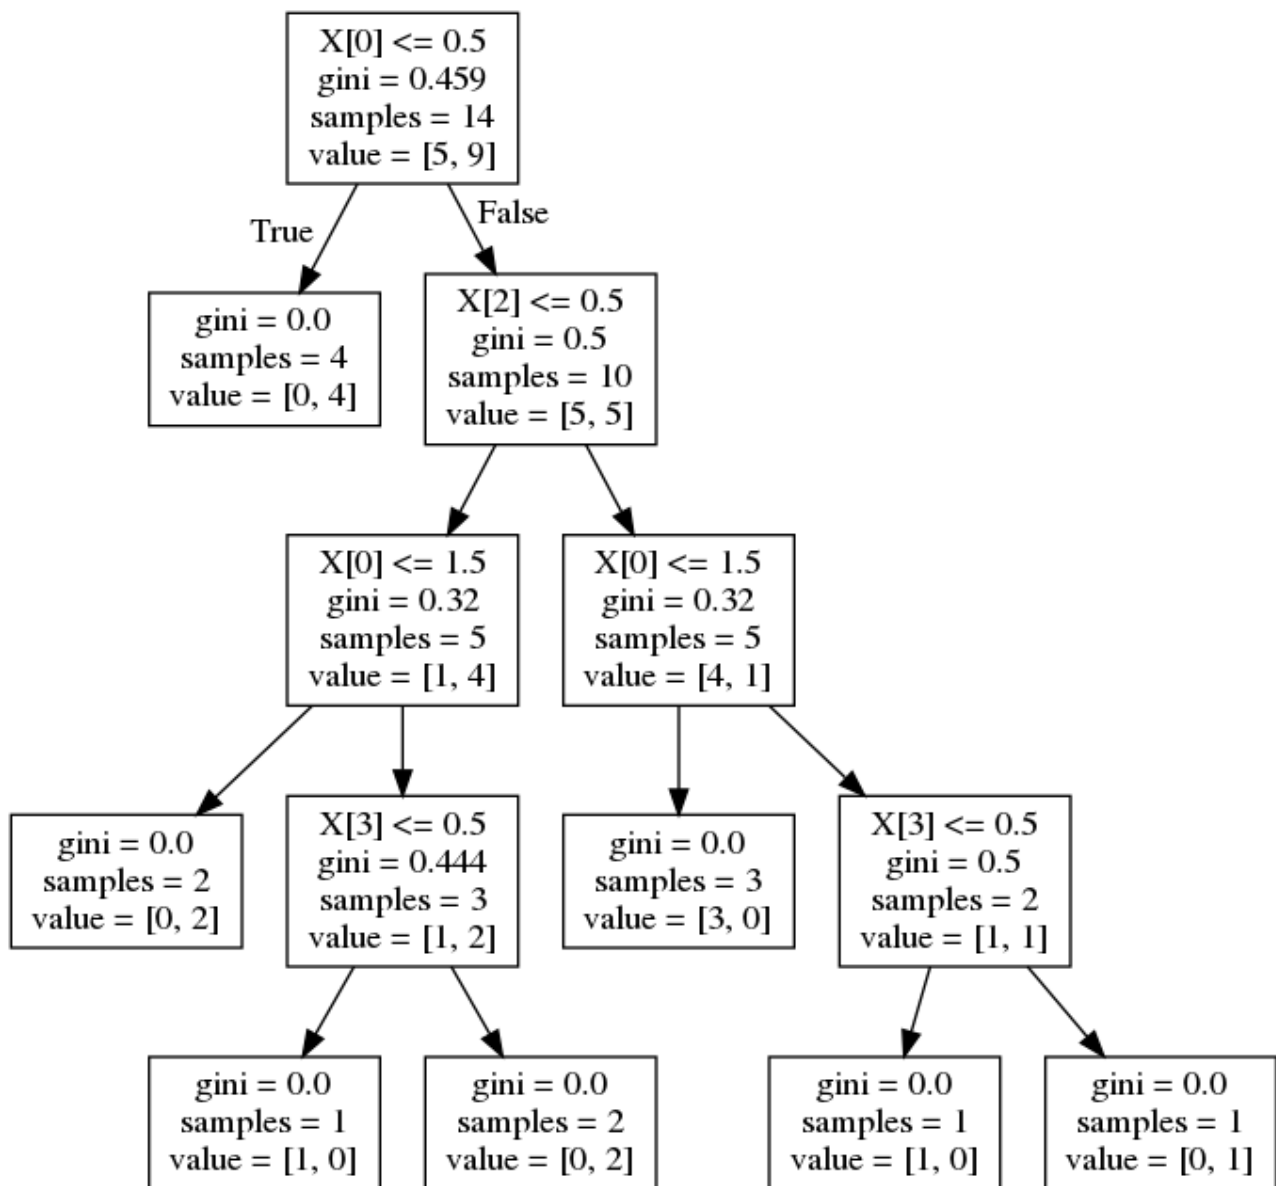 X[0] <= 0.5
gini = 0.459
samples = 14
value = [5, 9]
True
False
gini = 0.0
samples = 4
value = [0, 4]
X[2] <= 0.5
gini = 0.5
samples = 10
value = [5, 5]
X[0] <= 1.5
gini = 0.32
samples = 5
value = [1, 4]
X[0] <= 1.5
gini = 0.32
samples = 5
value = [4, 1]
gini = 0.0
samples = 2
value = [0, 2]
X[3] <= 0.5
gini = 0.444
samples = 3
value = [1, 2]
gini = 0.0
samples = 3
value = [3, 0]
X[3] <= 0.5
gini = 0.5
samples = 2
value = [1, 1]
gini = 0.0
samples = 1
value = [1, 0]
gini = 0.0
samples = 2
value = [0, 2]
gini = 0.0
samples = 1
value = [1, 0]
gini = 0.0
samples = 1
value = [0, 1]